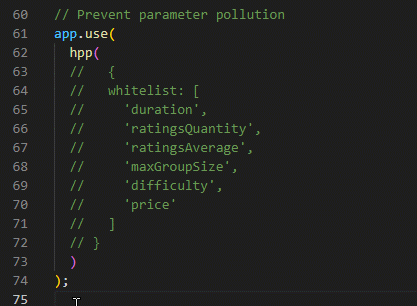 60 // Prevent parameter pollution
61 app.use(
62 hpp(
63 // {
64 // whitelist: [
65 // 'duration',
66 // 'ratingsQuantity',
67 // 'ratingsAverage',
68 // 'maxGroupSize',
69 // 'difficulty',
70 // 'price'
71 // ]
72 // }
73 )
74 );
75